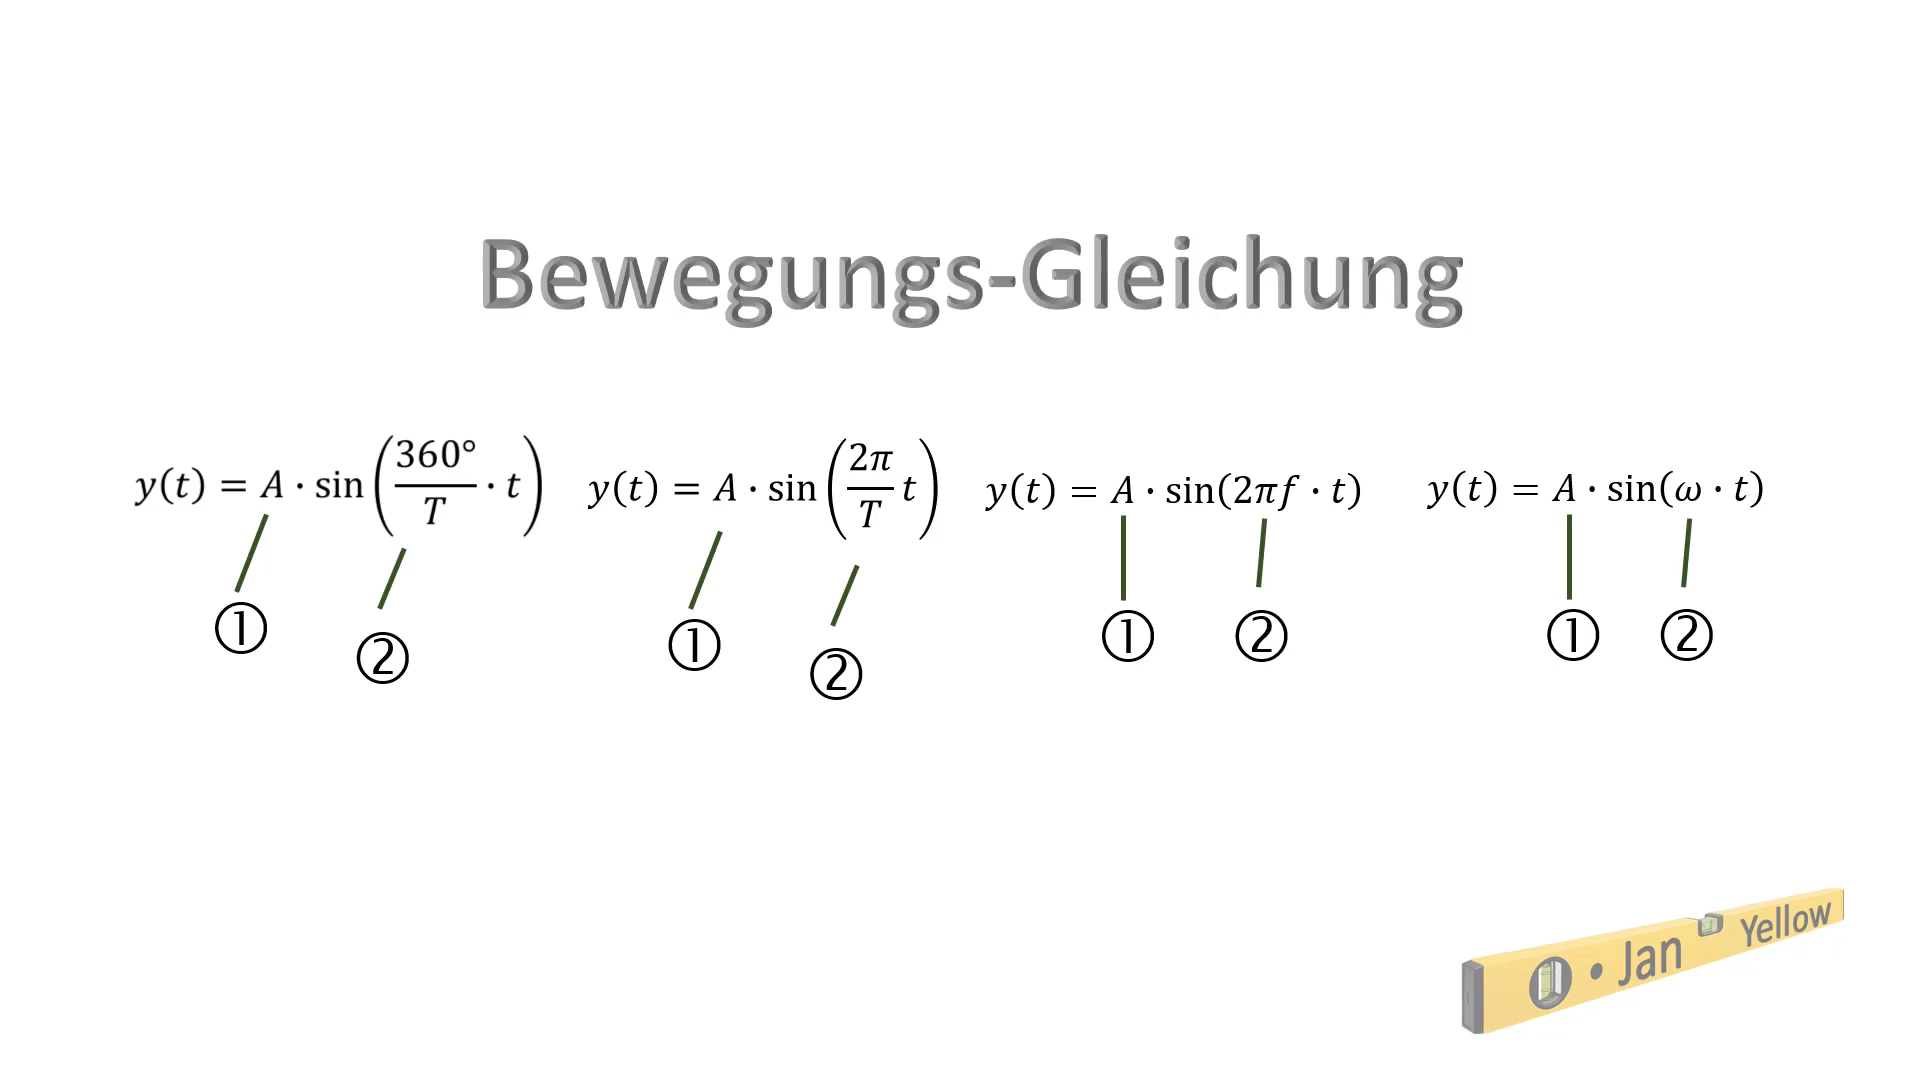 Bewegungs-Gleichung
y(t) = A · sin(360°/T · t) y(t) = A · sin(2π/T t) y(t) = A · sin(2πf · t) y(t) = A · sin(ω · t)
① ② ① ② ① ② ① ②
Jan Yellow